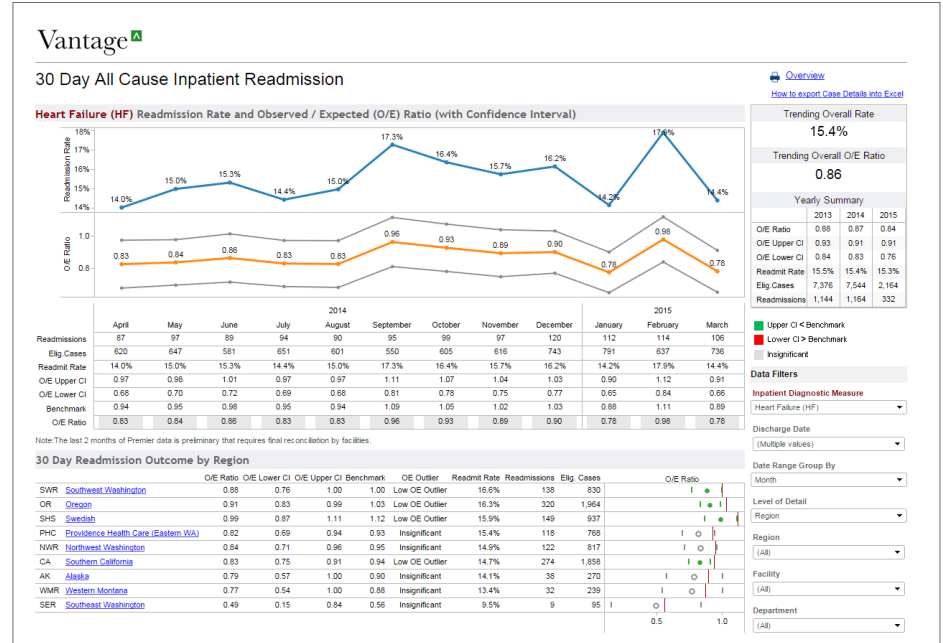 Vantage
30 Day All Cause Inpatient Readmission
Overview
How to export Case Details into Excel
Heart Failure (HF) Readmission Rate and Observed / Expected (O/E) Ratio (with Confidence Interval)
Readmission Rate
18%
17%
16%
15%
14%
14.0% 15.0% 15.3% 14.4% 15.0% 17.3% 16.4% 15.7% 16.2% 14.2% 17.9% 14.4%
O/E Ratio
1.0
0.8
0.83 0.84 0.86 0.83 0.83 0.96 0.93 0.89 0.90 0.78 0.98 0.78
2014 2015
April May June July August September October November December January February March
Readmissions 87 97 89 94 90 95 99 97 120 112 114 106
Elig.Cases 620 647 581 651 601 550 605 616 743 791 637 736
Readmit Rate 14.0% 15.0% 15.3% 14.4% 15.0% 17.3% 16.4% 15.7% 16.2% 14.2% 17.9% 14.4%
O/E Upper CI 0.97 0.98 1.01 0.97 0.97 1.11 1.07 1.04 1.03 0.90 1.12 0.91
O/E Lower CI 0.68 0.70 0.72 0.69 0.68 0.81 0.78 0.75 0.77 0.65 0.84 0.66
Benchmark 0.94 0.95 0.98 0.95 0.94 1.09 1.05 1.02 1.03 0.88 1.11 0.89
O/E Ratio 0.83 0.84 0.86 0.83 0.83 0.96 0.93 0.89 0.90 0.78 0.98 0.78
Note:The last 2 months of Premier data is preliminary that requires final reconciliation by facilities.
30 Day Readmission Outcome by Region
O/E Ratio O/E Lower CI O/E Upper CI Benchmark OE Outlier Readmit Rate Readmissions Elig. Cases O/E Ratio
SWR Southwest Washington 0.88 0.76 1.00 1.00 Low OE Outlier 16.6% 138 830
OR Oregon 0.91 0.83 0.99 1.03 Low OE Outlier 16.3% 320 1,964
SHS Swedish 0.99 0.87 1.11 1.12 Low OE Outlier 15.9% 149 937
PHC Providence Health Care (Eastern WA) 0.82 0.69 0.94 0.93 Insignificant 15.4% 118 768
NWR Northwest Washington 0.84 0.71 0.96 0.95 Insignificant 14.9% 122 817
CA Southern California 0.83 0.75 0.91 0.94 Low OE Outlier 14.7% 274 1,858
AK Alaska 0.79 0.57 1.00 0.90 Insignificant 14.1% 38 270
WMR Western Montana 0.77 0.54 1.00 0.88 Insignificant 13.4% 32 239
SER Southeast Washington 0.49 0.15 0.84 0.56 Insignificant 9.5% 9 95
0.5 1.0
Trending Overall Rate
15.4%
Trending Overall O/E Ratio
0.86
Yearly Summary
2013 2014 2015
O/E Ratio 0.88 0.87 0.84
O/E Upper CI 0.93 0.91 0.91
O/E Lower CI 0.84 0.83 0.76
Readmit Rate 15.5% 15.4% 15.3%
Elig.Cases 7,376 7,544 2,164
Readmissions 1,144 1,164 332
Upper CI < Benchmark
Lower CI > Benchmark
Insignificant
Data Filters
Inpatient Diagnostic Measure
Heart Failure (HF)
Discharge Date
(Multiple values)
Date Range Group By
Month
Level of Detail
Region
Region
(All)
Facility
(All)
Department
(All)